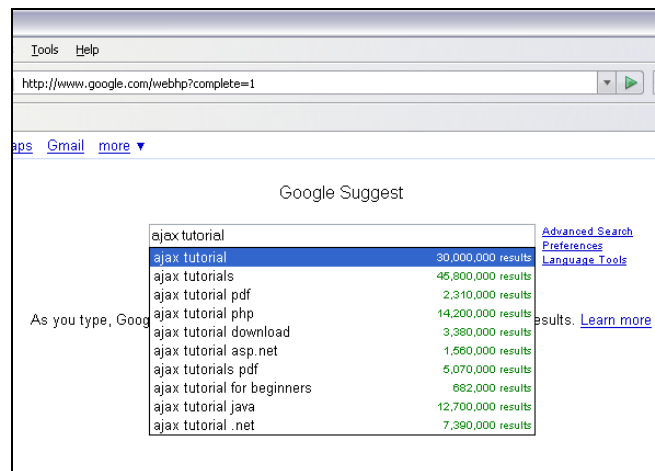 Tools Help
http://www.google.com/webhp?complete=1
aps Gmail more ▼
Google Suggest
ajax tutorial
Advanced Search
Preferences
Language Tools
ajax tutorial 30,000,000 results
ajax tutorials 45,800,000 results
ajax tutorial pdf 2,310,000 results
ajax tutorial php 14,200,000 results
ajax tutorial download 3,380,000 results
ajax tutorial asp.net 1,560,000 results
ajax tutorials pdf 5,070,000 results
ajax tutorial for beginners 682,000 results
ajax tutorial java 12,700,000 results
ajax tutorial .net 7,390,000 results
As you type, Goog esults. Learn more